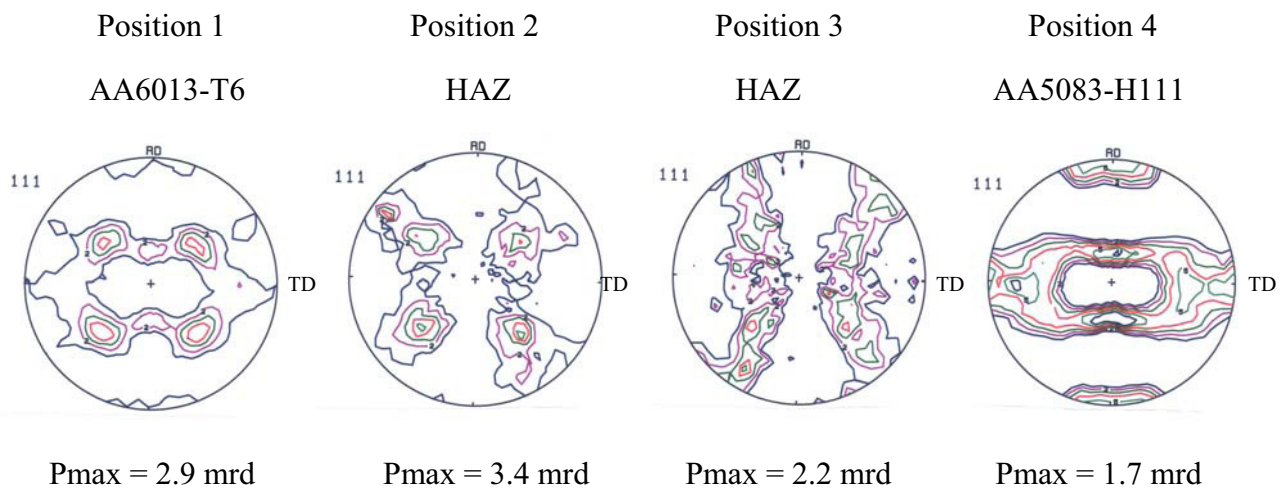 Position 1 Position 2 Position 3 Position 4
AA6013-T6 HAZ HAZ AA5083-H111
RD RD RD RD
111 111 111 111
TD TD TD TD
Pmax = 2.9 mrd Pmax = 3.4 mrd Pmax = 2.2 mrd Pmax = 1.7 mrd